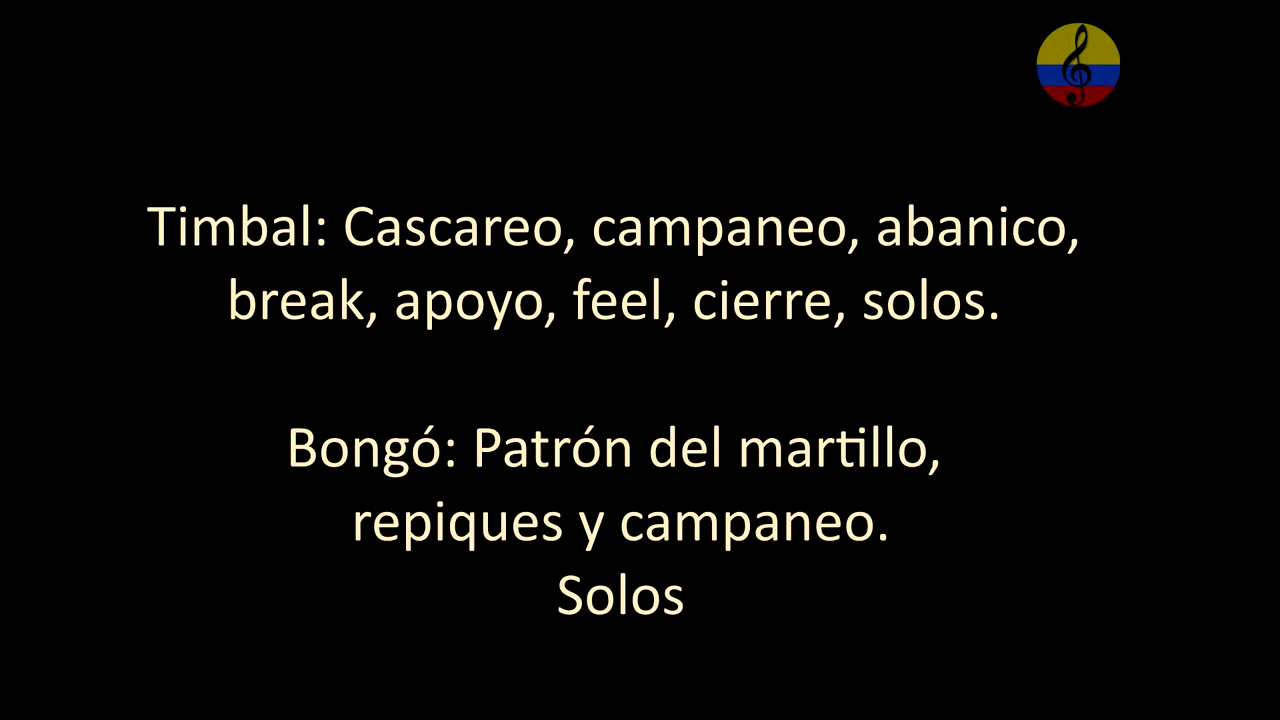 Timbal: Cascareo, campaneo, abanico,
break, apoyo, feel, cierre, solos.
Bongó: Patrón del martillo,
repiques y campaneo.
Solos